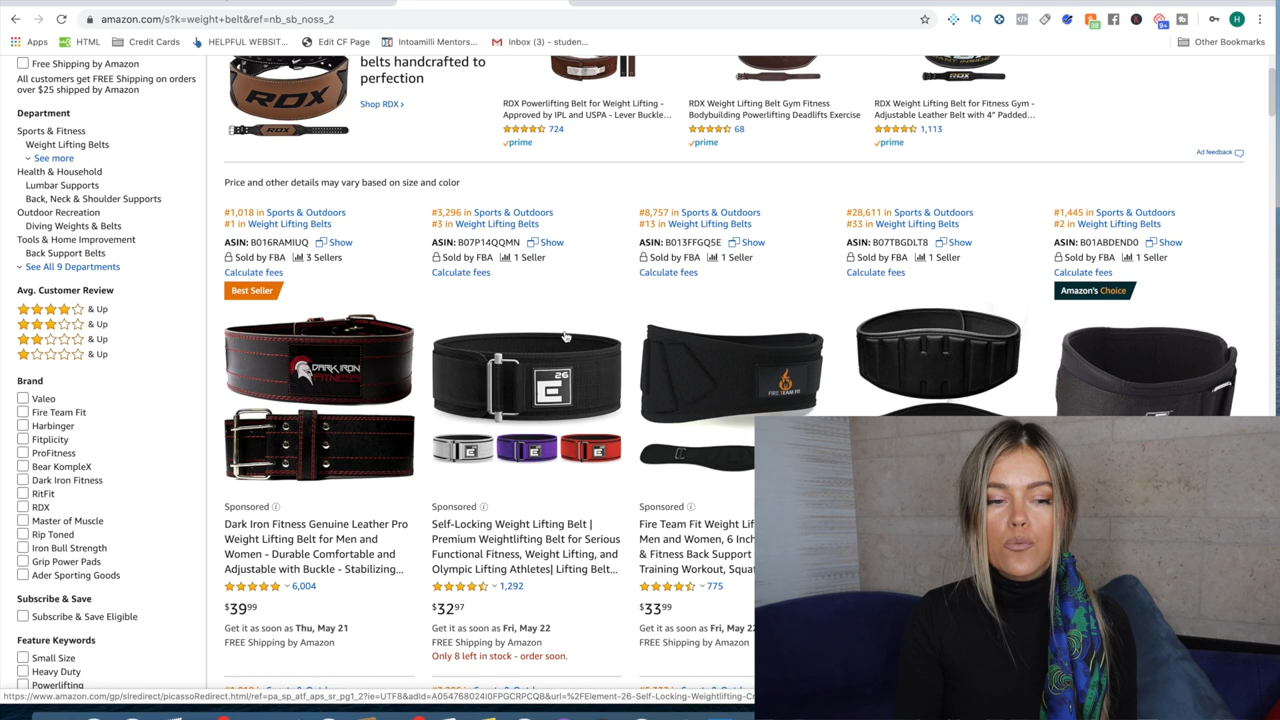 amazon.com/s?k=weight+belt&ref=nb_sb_noss_2
Apps
HTML
Credit Cards
HELPFUL WEBSIT...
Edit CF Page
Intoamilli Mentors...
Inbox (3) - studen...
Other Bookmarks
Free Shipping by Amazon
All customers get FREE Shipping on orders
over $25 shipped by Amazon
Department
Sports & Fitness
Weight Lifting Belts
See more
Health & Household
Lumbar Supports
Back, Neck & Shoulder Supports
Outdoor Recreation
Diving Weights & Belts
Tools & Home Improvement
Back Support Belts
See All 9 Departments
Avg. Customer Review
& Up
& Up
& Up
& Up
Brand
Valeo
Fire Team Fit
Harbinger
Fitplicity
ProFitness
Bear KompleX
Dark Iron Fitness
RitFit
RDX
Master of Muscle
Rip Toned
Iron Bull Strength
Grip Power Pads
Ader Sporting Goods
Subscribe & Save
Subscribe & Save Eligible
Feature Keywords
Small Size
Heavy Duty
Powerlifting
RDX
belts handcrafted to
perfection
Shop RDX ›
RDX Powerlifting Belt for Weight Lifting -
Approved by IPL and USPA - Lever Buckle...
724
prime
RDX Weight Lifting Belt Gym Fitness
Bodybuilding Powerlifting Deadlifts Exercise
68
prime
RDX Weight Lifting Belt for Fitness Gym -
Adjustable Leather Belt with 4" Padded...
1,113
prime
Ad feedback
Price and other details may vary based on size and color
#1,018 in Sports & Outdoors
#1 in Weight Lifting Belts
ASIN: B016RAMIUQ Show
Sold by FBA 3 Sellers
Calculate fees
Best Seller
DARK IRON
FITNESS
Sponsored
Dark Iron Fitness Genuine Leather Pro
Weight Lifting Belt for Men and
Women - Durable Comfortable and
Adjustable with Buckle - Stabilizing...
6,004
$39.99
Get it as soon as Thu, May 21
FREE Shipping by Amazon
#3,296 in Sports & Outdoors
#3 in Weight Lifting Belts
ASIN: B07P14QQMN Show
Sold by FBA 1 Seller
Calculate fees
26
E
Sponsored
Self-Locking Weight Lifting Belt |
Premium Weightlifting Belt for Serious
Functional Fitness, Weight Lifting, and
Olympic Lifting Athletes| Lifting Belt...
1,292
$32.97
Get it as soon as Fri, May 22
FREE Shipping by Amazon
Only 8 left in stock - order soon.
#8,757 in Sports & Outdoors
#13 in Weight Lifting Belts
ASIN: B013FFGQSE Show
Sold by FBA 1 Seller
Calculate fees
FIRE TEAM FIT
Sponsored
Fire Team Fit Weight Lif
Men and Women, 6 Inch
& Fitness Back Support
Training Workout, Squa
775
$33.99
Get it as soon as Fri, May 22
FREE Shipping by Amazon
#28,611 in Sports & Outdoors
#33 in Weight Lifting Belts
ASIN: B07TBGDLT8 Show
Sold by FBA 1 Seller
Calculate fees
#1,445 in Sports & Outdoors
#2 in Weight Lifting Belts
ASIN: B01ABDEND0 Show
Sold by FBA 1 Seller
Calculate fees
Amazon's Choice